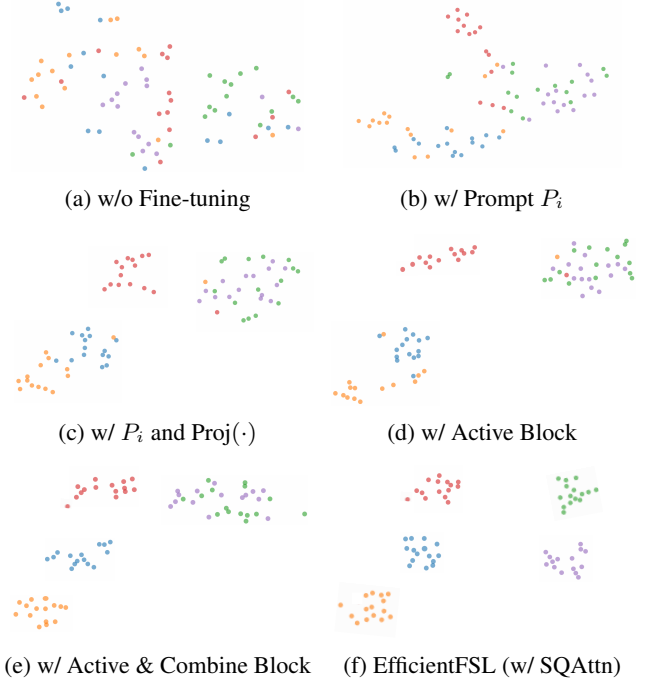 (a) w/o Fine-tuning
(b) w/ Prompt P_i
(c) w/ P_i and Proj(·)
(d) w/ Active Block
(e) w/ Active & Combine Block
(f) EfficientFSL (w/ SQAttn)